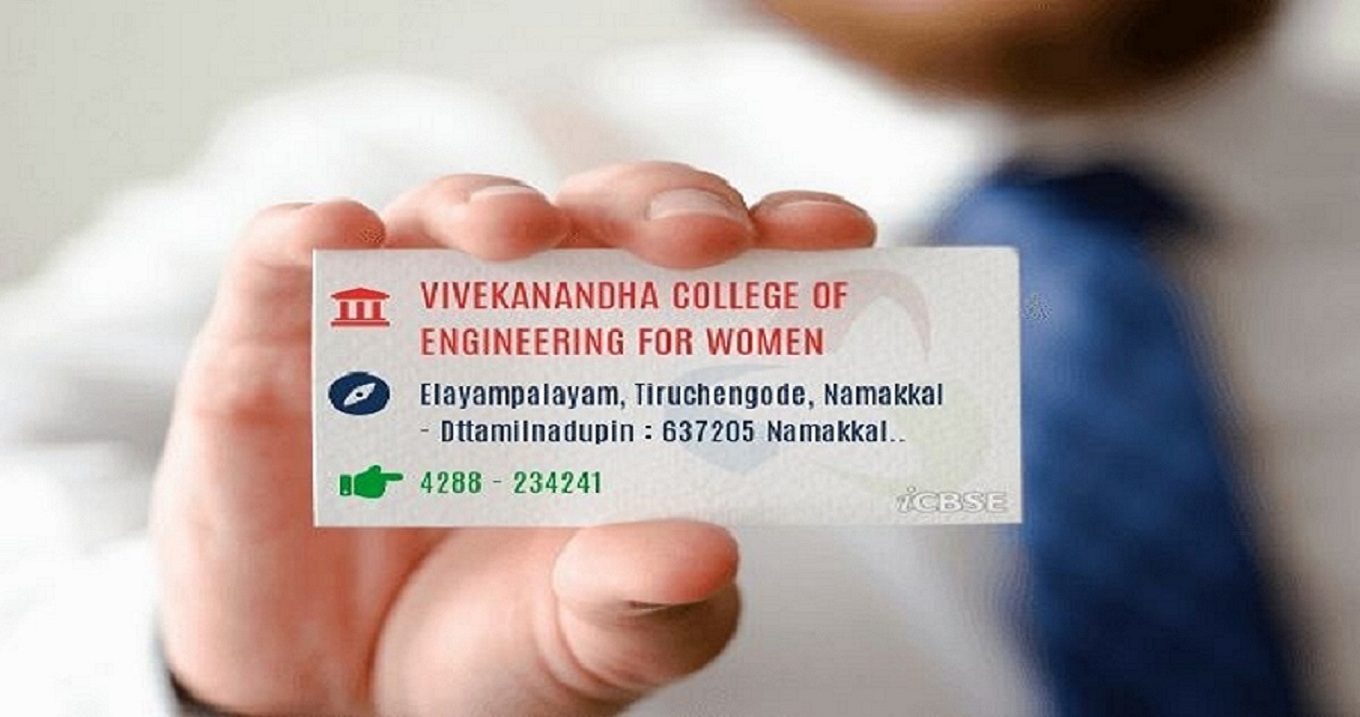 VIVEKANANDHA COLLEGE OF
ENGINEERING FOR WOMEN
Elayampalayam, Tiruchengode, Namakkal
- Dttamilnadupin : 637205 Namakkal..
4288 - 234241
iCBSE